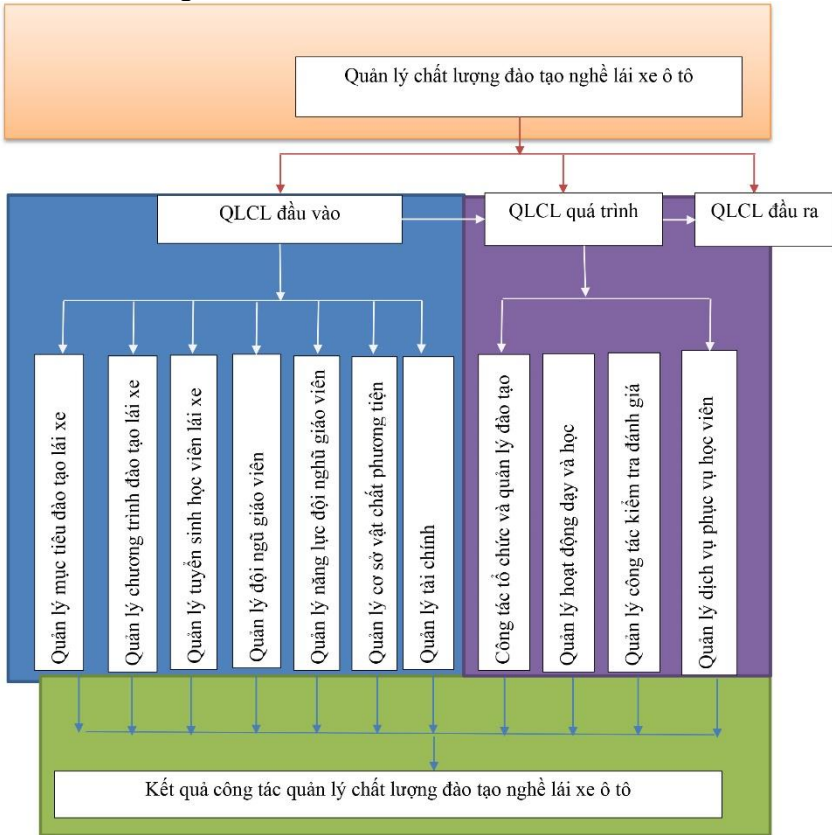 Quản lý chất lượng đào tạo nghề lái xe ô tô
QLCL đầu vào
QLCL quá trình
QLCL đầu ra
Quản lý mục tiêu đào tạo lái xe
Quản lý chương trình đào tạo lái xe
Quản lý tuyển sinh học viên lái xe
Quản lý đội ngũ giáo viên
Quản lý năng lực đội nghũ giáo viên
Quản lý cơ sở vật chất phương tiện
Quản lý tài chính
Công tác tổ chức và quản lý đào tạo
Quản lý hoạt động dạy và học
Quản lý công tác kiểm tra đánh giá
Quản lý dịch vụ phục vụ học viên
Kết quả công tác quản lý chất lượng đào tạo nghề lái xe ô tô